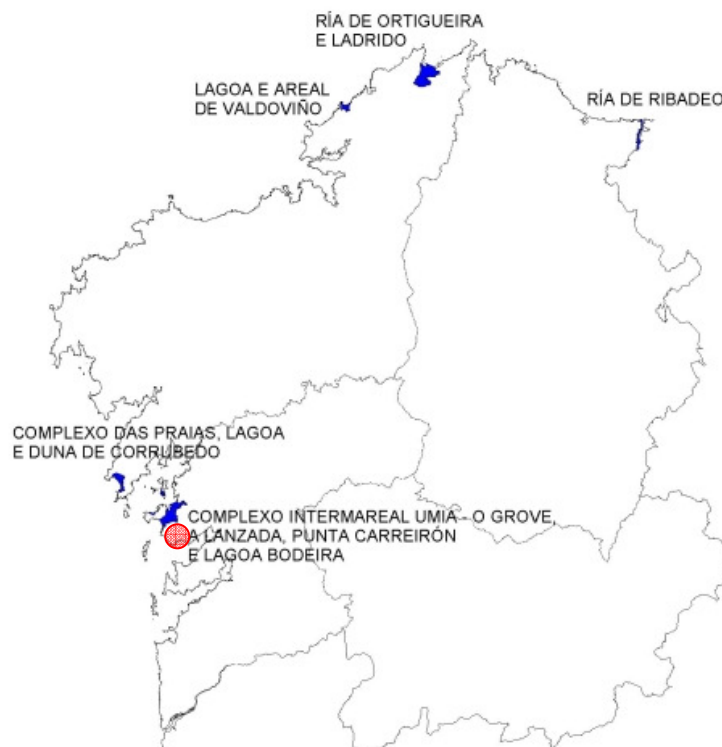 RÍA DE ORTIGUEIRA
E LADRIDO
LAGOA E AREAL
DE VALDOVIÑO
RÍA DE RIBADEO
COMPLEXO DAS PRAIAS, LAGOA
E DUNA DE CORRUBEDO
COMPLEXO INTERMAREAL UMIA - O GROVE,
A LANZADA, PUNTA CARREIRÓN
E LAGOA BODEIRA